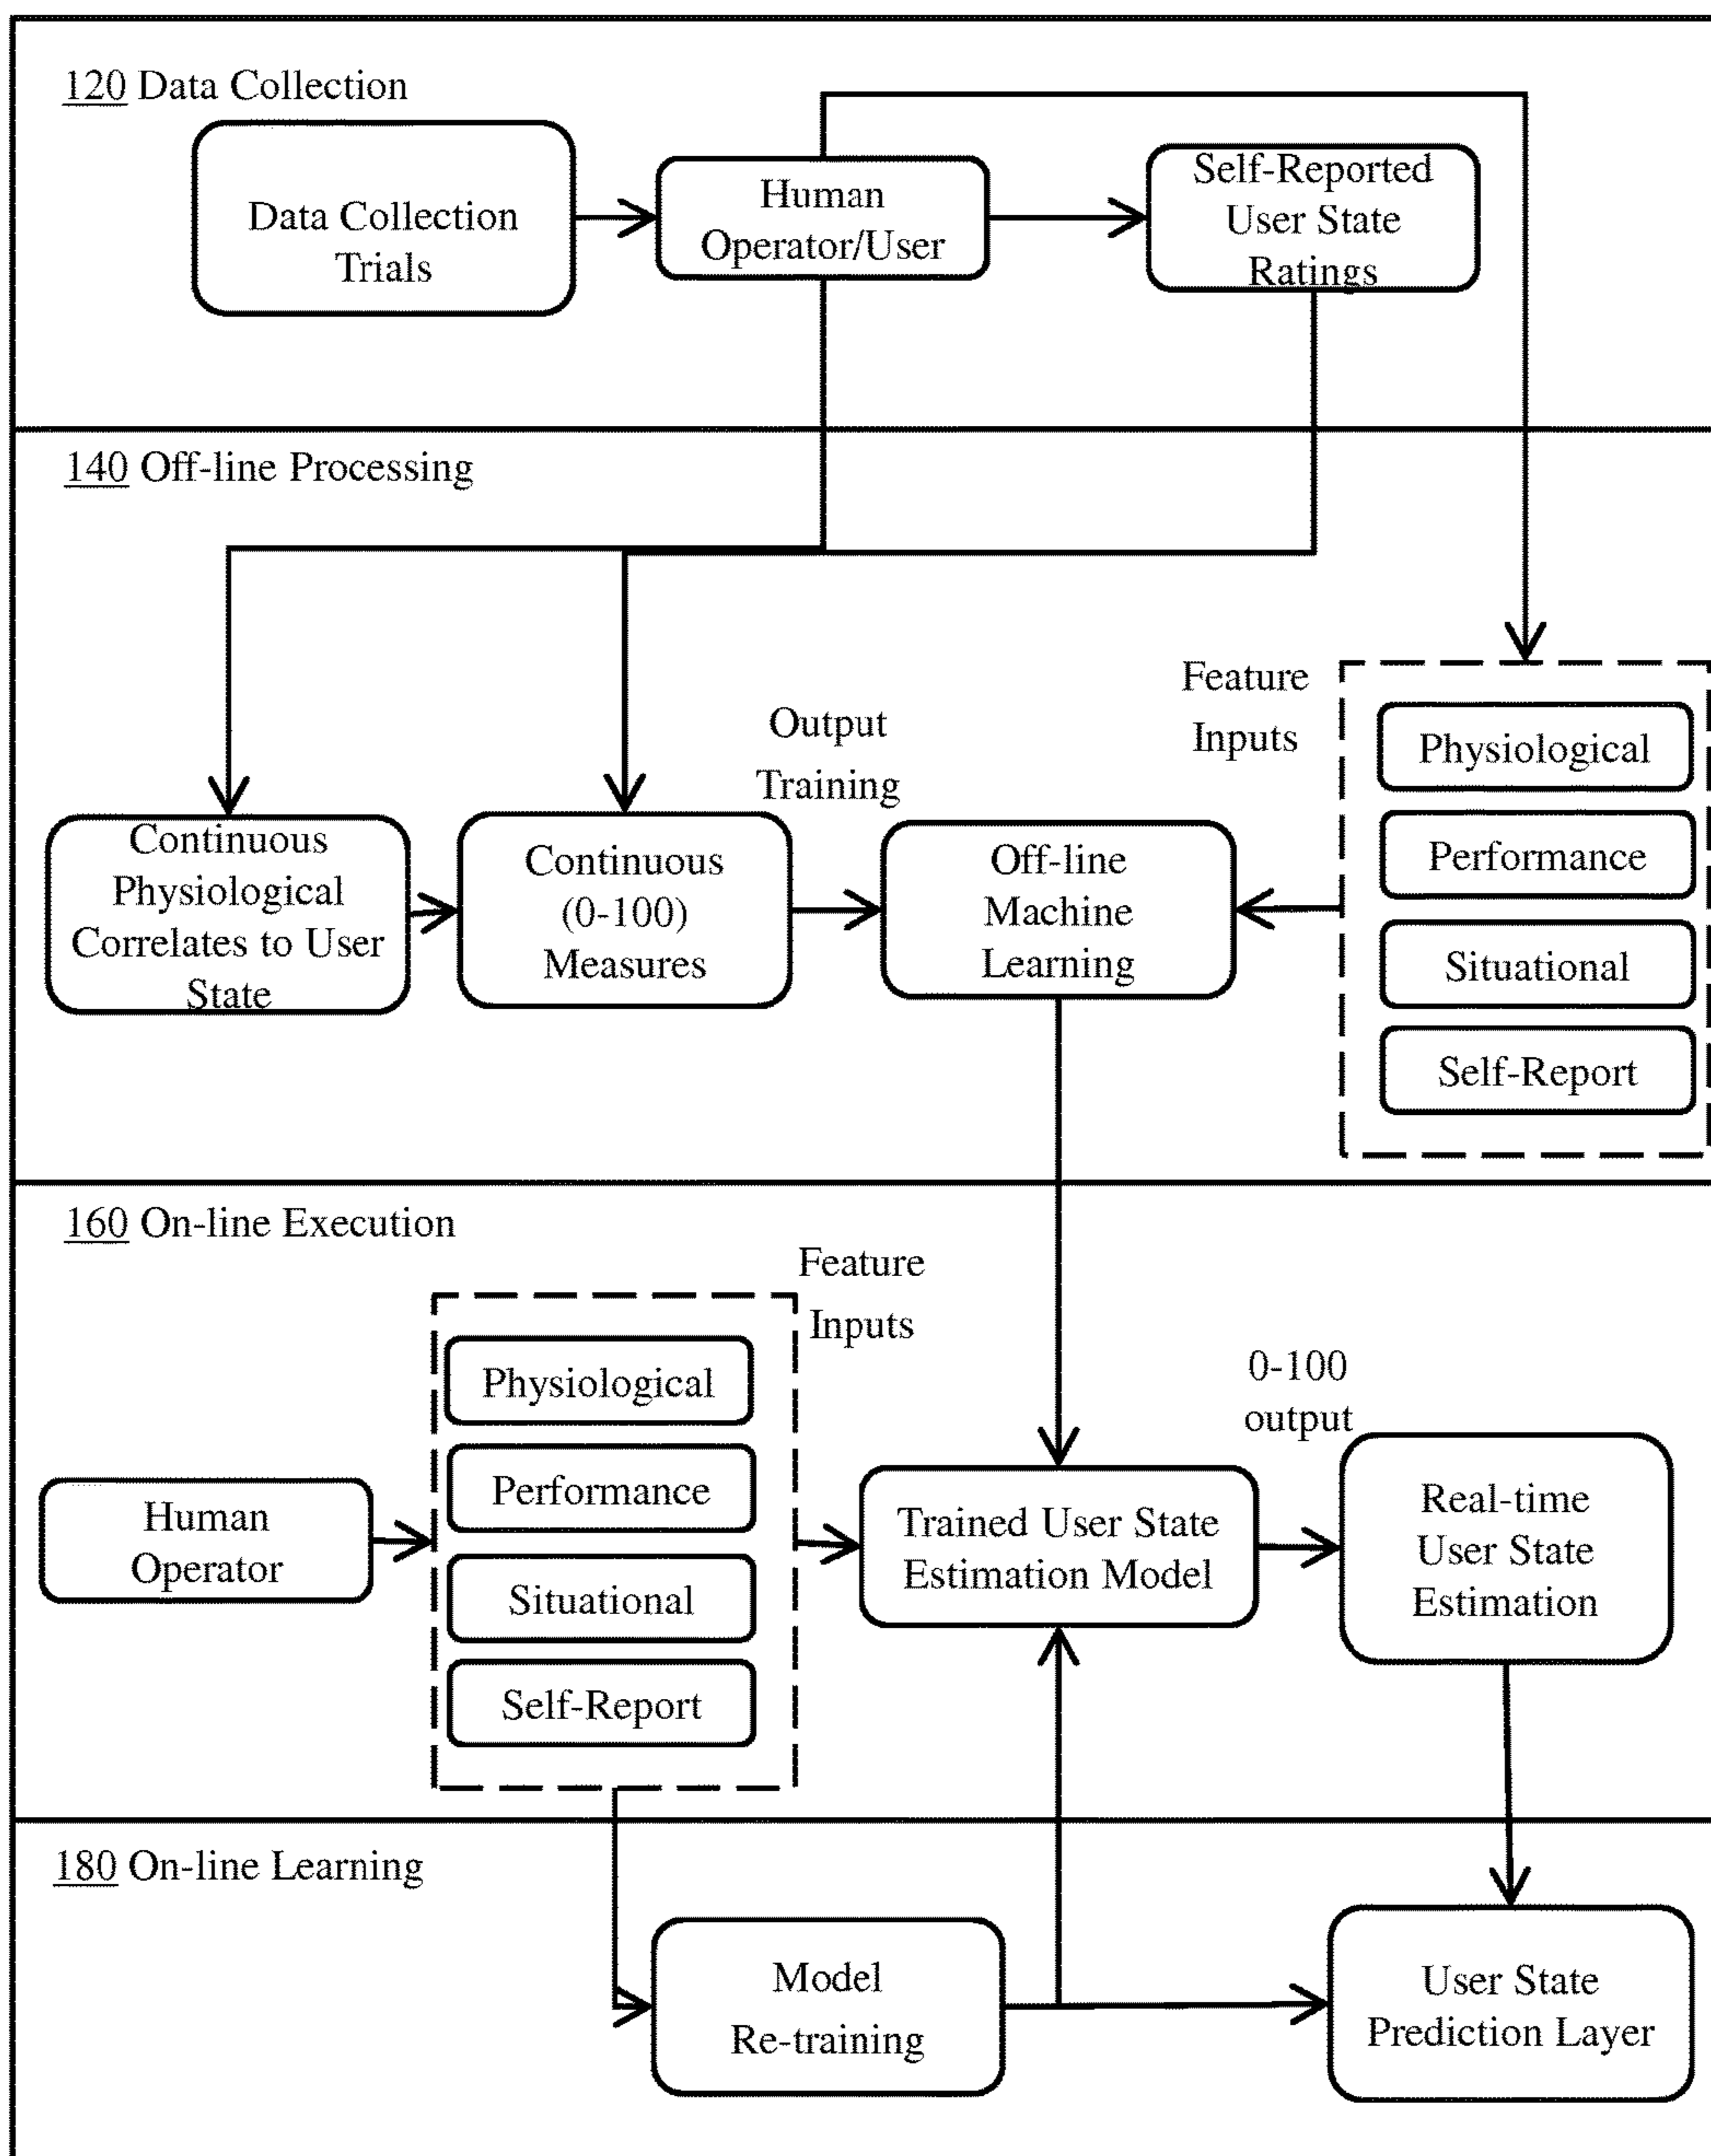 120 Data Collection
Data Collection
Trials
Human
Operator/User
Self-Reported
User State
Ratings
140 Off-line Processing
Feature
Inputs
Physiological
Performance
Situational
Self-Report
Output
Training
Continuous
Physiological
Correlates to User
State
Continuous
(0-100)
Measures
Off-line
Machine
Learning
160 On-line Execution
Feature
Inputs
Human
Operator
Physiological
Performance
Situational
Self-Report
Trained User State
Estimation Model
0-100
output
Real-time
User State
Estimation
180 On-line Learning
Model
Re-training
User State
Prediction Layer